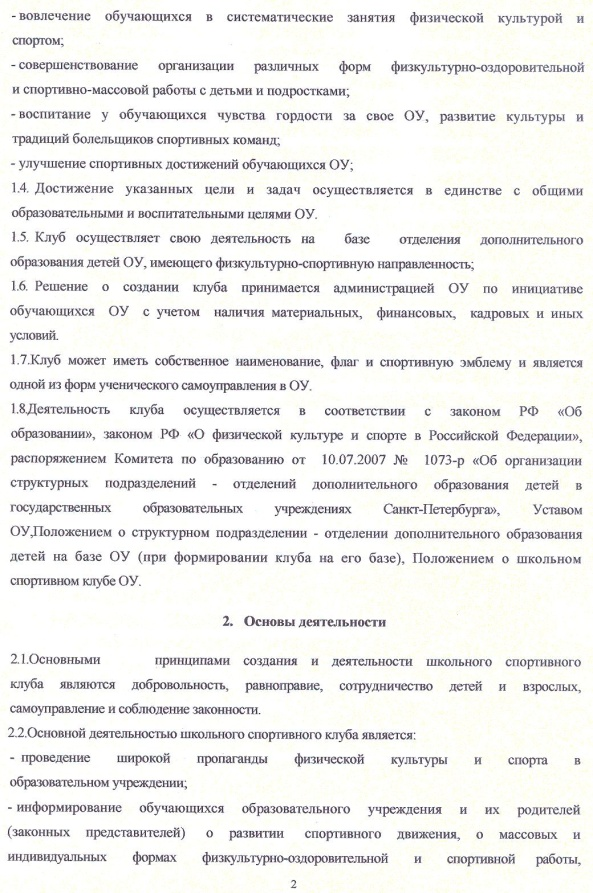 - вовлечение обучающихся в систематические занятия физической культурой и
спортом;
- совершенствование организации различных форм физкультурно-оздоровительной
и спортивно-массовой работы с детьми и подростками;
- воспитание у обучающихся чувства гордости за свое ОУ, развитие культуры и
традиций болельщиков спортивных команд;
- улучшение спортивных достижений обучающихся ОУ;
1.4. Достижение указанных цели и задач осуществляется в единстве с общими
образовательными и воспитательными целями ОУ.
1.5. Клуб осуществляет свою деятельность на базе отделения дополнительного
образования детей ОУ, имеющего физкультурно-спортивную направленность;
1.6. Решение о создании клуба принимается администрацией ОУ по инициативе
обучающихся ОУ с учетом наличия материальных, финансовых, кадровых и иных
условий.
1.7.Клуб может иметь собственное наименование, флаг и спортивную эмблему и является
одной из форм ученического самоуправления в ОУ.
1.8.Деятельность клуба осуществляется в соответствии с законом РФ «Об
образовании», законом РФ «О физической культуре и спорте в Российской Федерации»,
распоряжением Комитета по образованию от 10.07.2007 № 1073-р «Об организации
структурных подразделений - отделений дополнительного образования детей в
государственных образовательных учреждениях Санкт-Петербурга», Уставом
ОУ,Положением о структурном подразделении - отделении дополнительного образования
детей на базе ОУ (при формировании клуба на его базе), Положением о школьном
спортивном клубе ОУ.
2. Основы деятельности
2.1.Основными принципами создания и деятельности школьного спортивного
клуба являются добровольность, равноправие, сотрудничество детей и взрослых,
самоуправление и соблюдение законности.
2.2.Основной деятельностью школьного спортивного клуба является:
- проведение широкой пропаганды физической культуры и спорта в
образовательном учреждении;
- информирование обучающихся образовательного учреждения и их родителей
(законных представителей) о развитии спортивного движения, о массовых и
индивидуальных формах физкультурно-оздоровительной и спортивной работы,
2